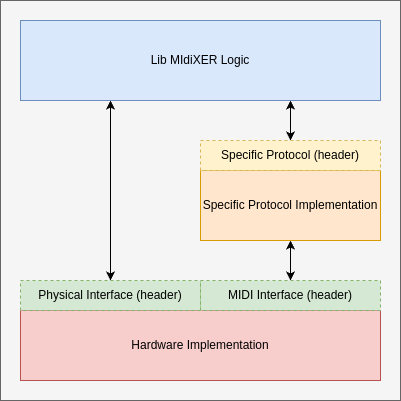 Lib MIdiXER Logic
Specific Protocol (header)
Specific Protocol Implementation
Physical Interface (header)
MIDI Interface (header)
Hardware Implementation